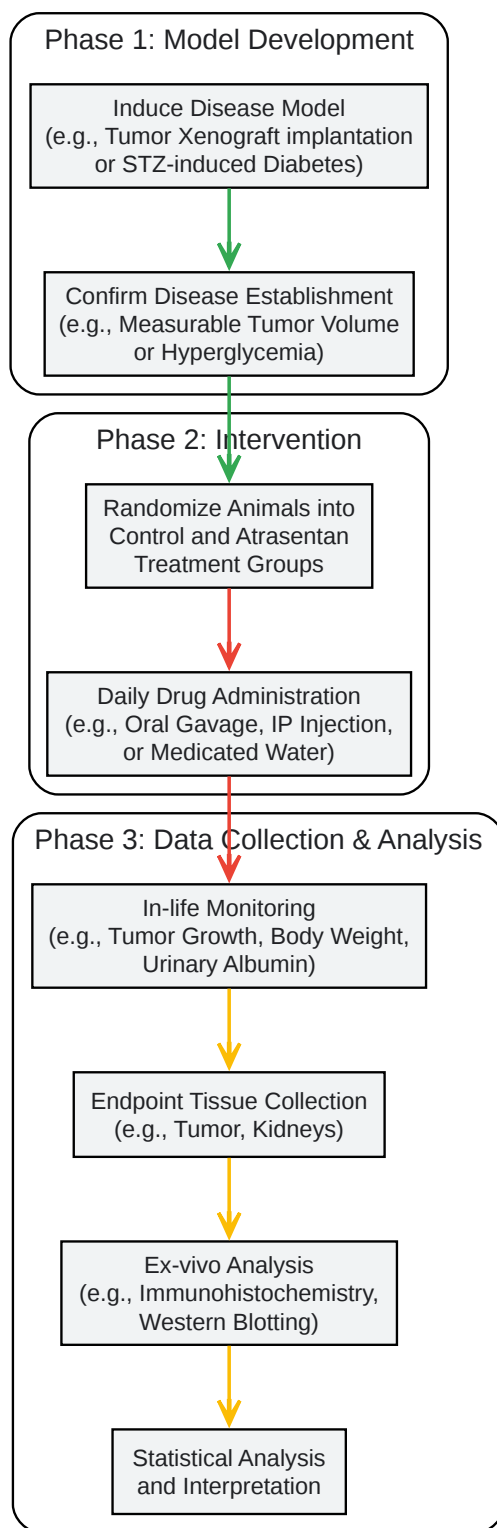 Phase 1: Model Development
Induce Disease Model
(e.g., Tumor Xenograft implantation
or STZ-induced Diabetes)
Confirm Disease Establishment
(e.g., Measurable Tumor Volume
or Hyperglycemia)
Phase 2: Intervention
Randomize Animals into
Control and Atrasentan
Treatment Groups
Daily Drug Administration
(e.g., Oral Gavage, IP Injection,
or Medicated Water)
Phase 3: Data Collection & Analysis
In-life Monitoring
(e.g., Tumor Growth, Body Weight,
Urinary Albumin)
Endpoint Tissue Collection
(e.g., Tumor, Kidneys)
Ex-vivo Analysis
(e.g., Immunohistochemistry,
Western Blotting)
Statistical Analysis
and Interpretation